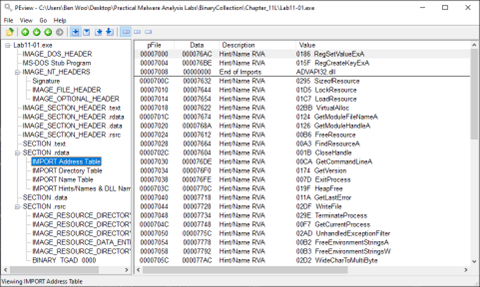 PEview - C:\Users\Ben Woo\Desktop\Practical Malware Analysis Labs\BinaryCollection\Chapter_11L\Lab11-01.exe
File View Go Help
Lab11-01.exe
IMAGE_DOS_HEADER
MS-DOS Stub Program
IMAGE_NT_HEADERS
Signature
IMAGE_FILE_HEADER
IMAGE_OPTIONAL_HEADER
IMAGE_SECTION_HEADER .text
IMAGE_SECTION_HEADER .rdata
IMAGE_SECTION_HEADER .data
IMAGE_SECTION_HEADER .rsrc
SECTION .text
SECTION .rdata
IMPORT Address Table
IMPORT Directory Table
IMPORT Name Table
IMPORT Hints/Names & DLL Nam
SECTION .data
SECTION .rsrc
IMAGE_RESOURCE_DIRECTORY
IMAGE_RESOURCE_DIRECTORY
IMAGE_RESOURCE_DATA_ENT
IMAGE_RESOURCE_DIRECTORY
BINARY TGAD 0000
pFile Data Description Value
00007000 000076AC Hint/Name RVA 0186 RegSetValueExA
00007004 000076BE Hint/Name RVA 015F RegCreateKeyExA
00007008 00000000 End of Imports ADVAPI32.dll
0000700C 00007632 Hint/Name RVA 0295 SizeofResource
00007010 00007644 Hint/Name RVA 01D5 LockResource
00007014 00007654 Hint/Name RVA 01C7 LoadResource
00007018 00007622 Hint/Name RVA 02BB VirtualAlloc
0000701C 00007674 Hint/Name RVA 0124 GetModuleFileNameA
00007020 0000768A Hint/Name RVA 0126 GetModuleHandleA
00007024 00007612 Hint/Name RVA 00B6 FreeResource
00007028 00007664 Hint/Name RVA 00A3 FindResourceA
0000702C 00007604 Hint/Name RVA 001B CloseHandle
00007030 000076DE Hint/Name RVA 00CA GetCommandLineA
00007034 000076F0 Hint/Name RVA 0174 GetVersion
00007038 000076FE Hint/Name RVA 007D ExitProcess
0000703C 0000770C Hint/Name RVA 019F HeapFree
00007040 00007718 Hint/Name RVA 011A GetLastError
00007044 00007728 Hint/Name RVA 02DF WriteFile
00007048 00007734 Hint/Name RVA 029E TerminateProcess
0000704C 00007748 Hint/Name RVA 00F7 GetCurrentProcess
00007050 0000775C Hint/Name RVA 02AD UnhandledExceptionFilter
00007054 00007778 Hint/Name RVA 00B2 FreeEnvironmentStringsA
00007058 00007792 Hint/Name RVA 00B3 FreeEnvironmentStringsW
0000705C 000077AC Hint/Name RVA 02D2 WideCharToMultiByte
Viewing IMPORT Address Table